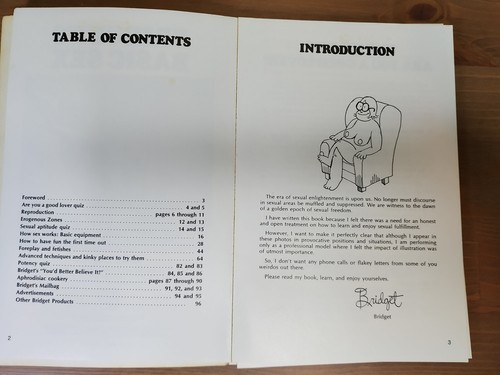 TABLE OF CONTENTS
Foreword 3
Are you a good lover quiz 4 and 5
Reproduction pages 6 through 11
Erogenous Zones 12 and 13
Sexual aptitude quiz 14 and 15
How sex works: Basic equipment 16
How to have fun the first time out 28
Foreplay and fetishes 44
Advanced techniques and kinky places to try them 64
Potency quiz 82 and 83
Bridget's "You'd Better Believe It!" 84, 85 and 86
Aphrodiniac cookery pages 87 through 90
Bridget's Mailbag 91, 92, and 93
Advertisements 94 and 95
Other Bridget Products 96
2
INTRODUCTION
The era of sexual enlightenment is upon us. No longer must discourse
in sexual areas be muffled and suppressed. We are witness to the dawn
of a golden epoch of sexual freedom.
I have written this book because I felt there was a need for an honest
and open treatment on how to learn and enjoy sexual fulfillment.
However, I want to make it perfectly clear that although I appear in
these photos in provocative positions and situations, I am performing
only as a professional model where I felt the impact of illustration was
of utmost importance.
So, I don't want any phone calls or flakey letters from some of you
weirdos out there.
Please read my book, learn, and enjoy yourselves.
Bridget
Bridget
3